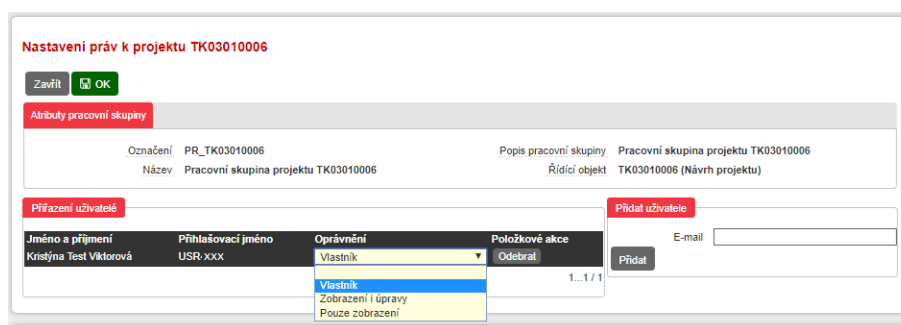 Nastavení práv k projektu TK03010006
Zavřít OK
Atributy pracovní skupiny
Označení PR_TK03010006 Popis pracovní skupiny Pracovní skupina projektu TK03010006
Název Pracovní skupina projektu TK03010006 Řídící objekt TK03010006 (Návrh projektu)
Přiřazení uživatelé Přidat uživatele
Jméno a příjmení Přihlašovací jméno Oprávnění Položkové akce E-mail
Kristýna Test Viktorová USR-XXX Vlastník Odebrat Přidat
1...1 / 1
Vlastník
Zobrazení i úpravy
Pouze zobrazení